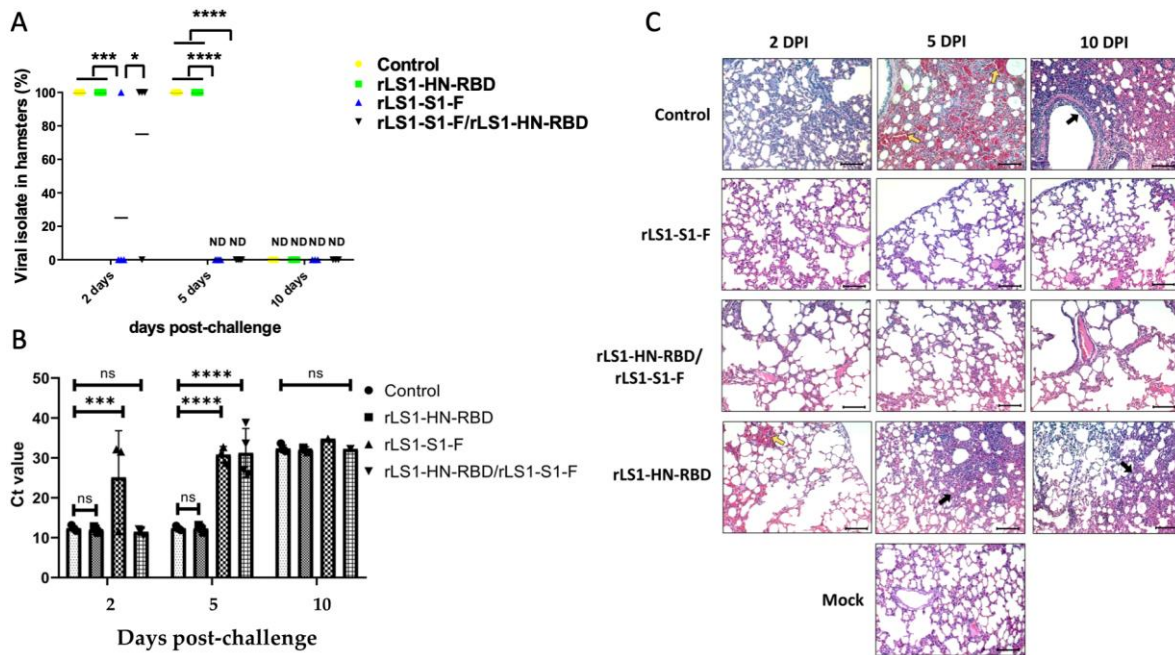 A
****
*** * ****
Control
rLS1-HN-RBD
rLS1-S1-F
rLS1-S1-F/rLS1-HN-RBD
Viral isolate in hamsters (%)
100
80
60
40
20
0
ND ND
ND ND ND ND
2 days
5 days
10 days
days post-challenge
B
Ct value
50
40
30
20
10
0
ns
***
ns
****
****
ns
ns
Control
rLS1-HN-RBD
rLS1-S1-F
rLS1-HN-RBD/rLS1-S1-F
2 5 10
Days post-challenge
C
2 DPI 5 DPI 10 DPI
Control
rLS1-S1-F
rLS1-HN-RBD/
rLS1-S1-F
rLS1-HN-RBD
Mock